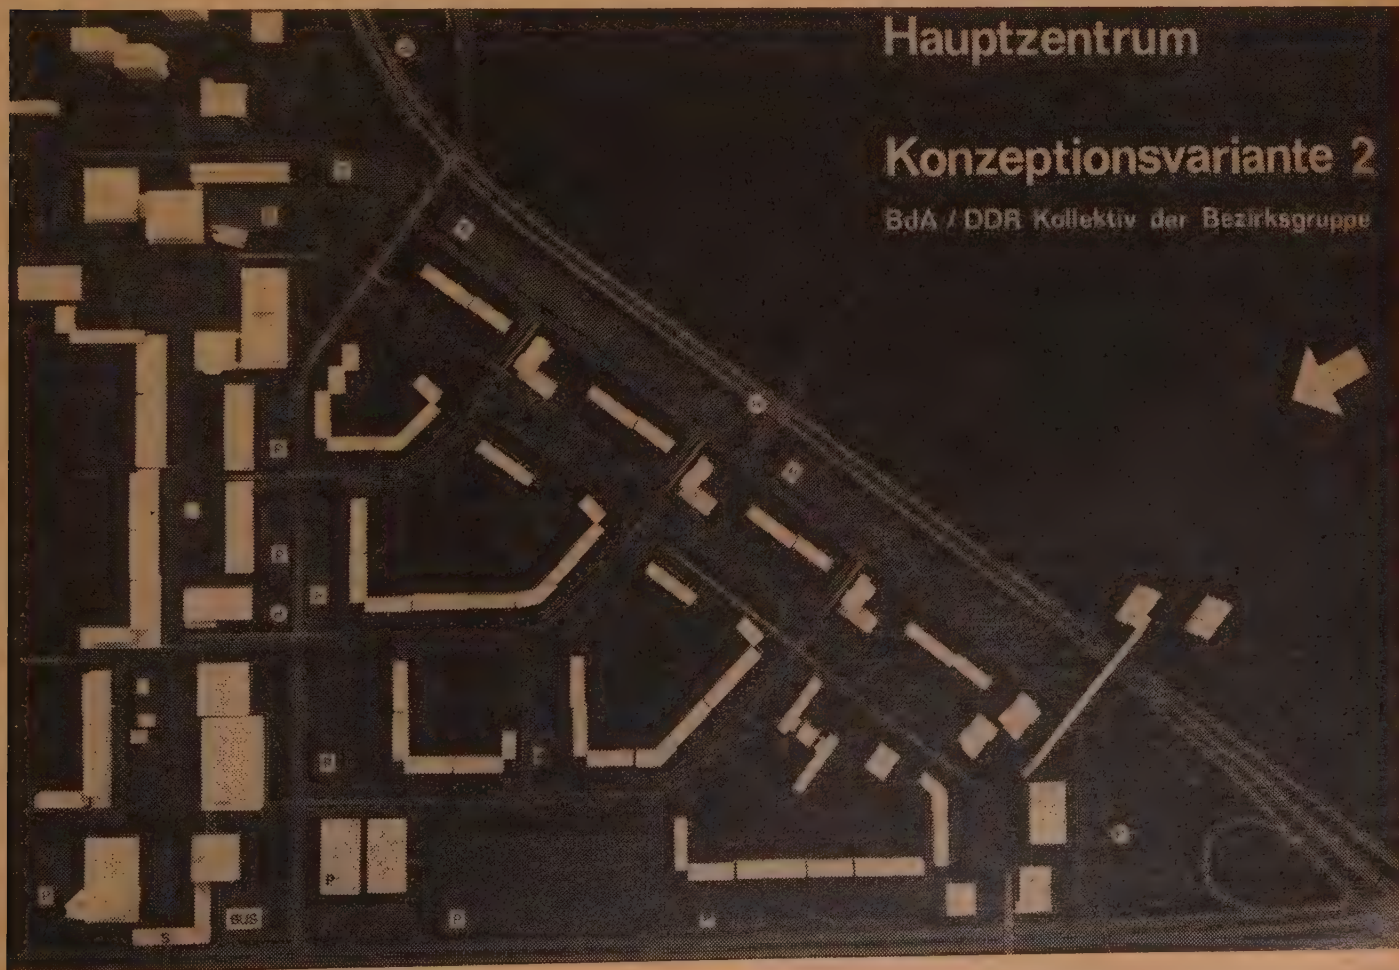 Hauptzentrum
Konzeptionsvariante 2
BdA / DDR Kollektiv der Bezirksgruppe
P
P
P
P
BUS
S
P